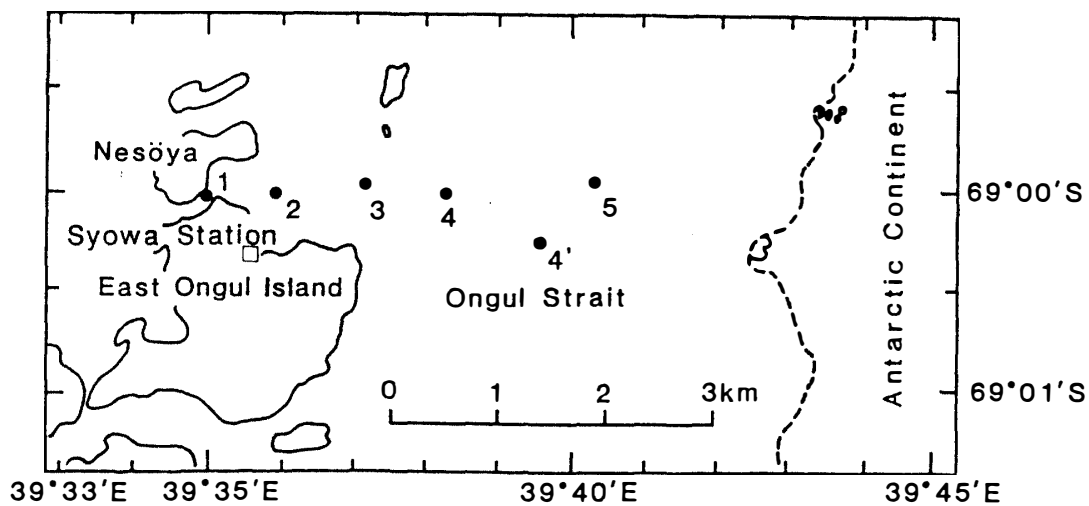 Nesöya
1
2
3
4
5
69°00'S
Syowa Station
4'
East Ongul Island
Ongul Strait
Antarctic Continent
0 1 2 3km
69°01'S
39°33'E 39°35'E 39°40'E 39°45'E